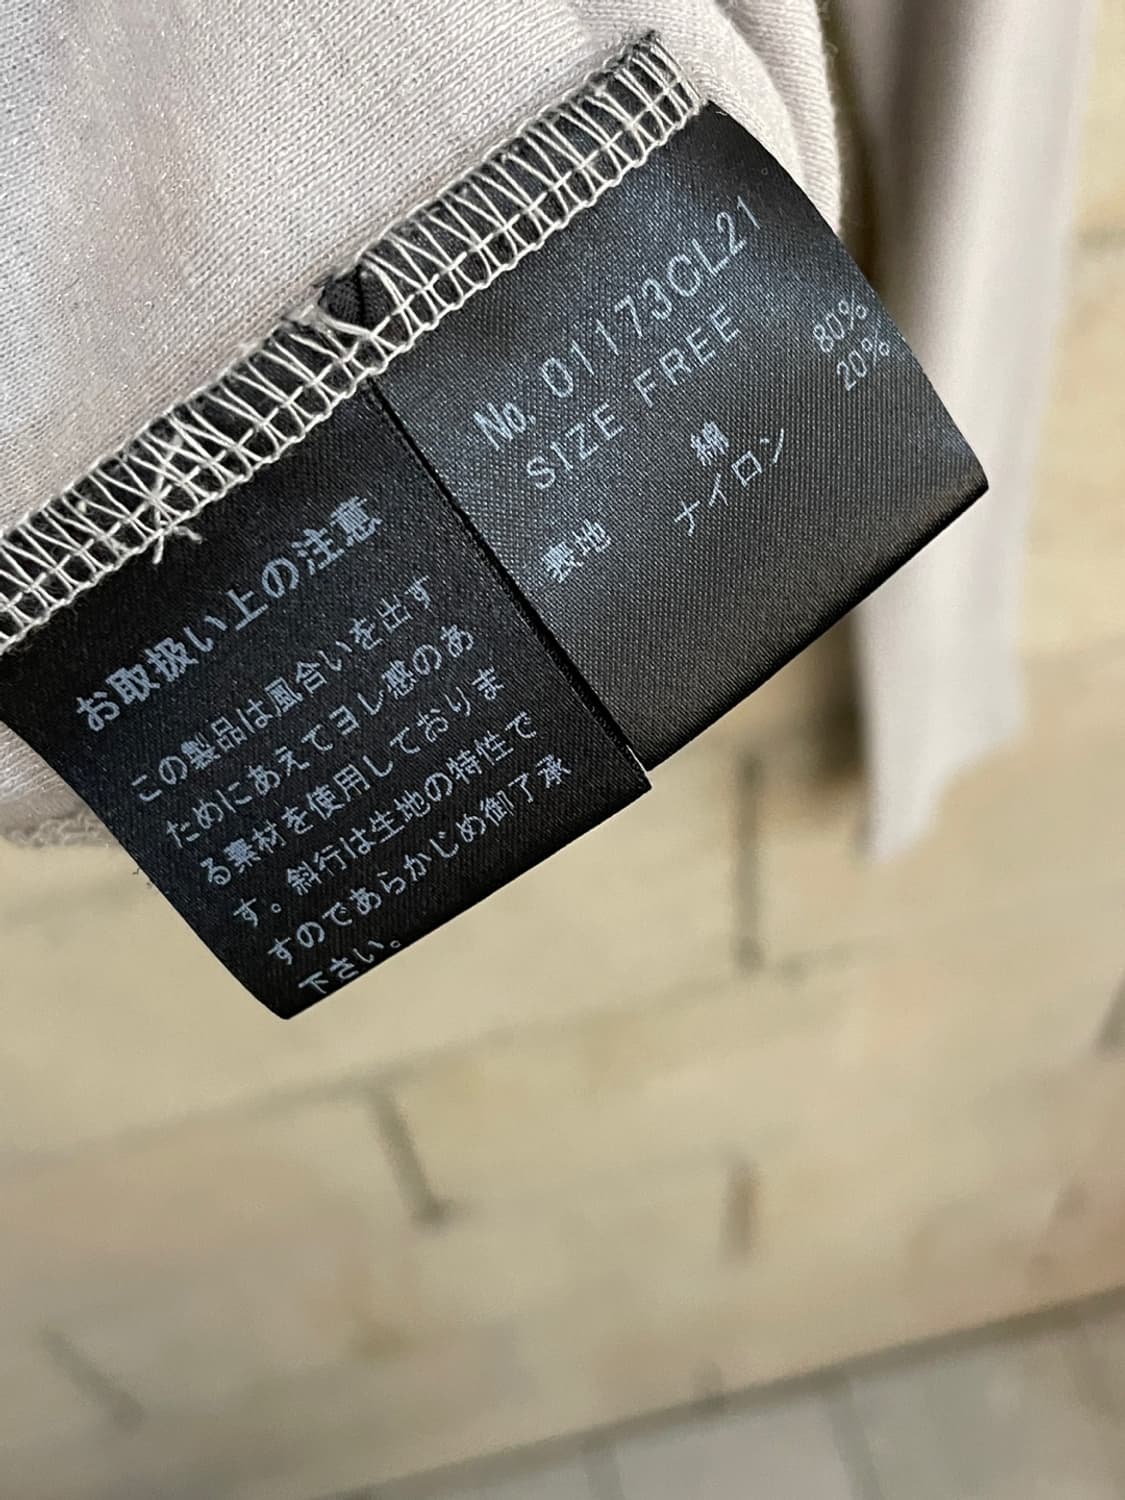 お取扱い上の注意
この製品は風合いを出す
ためにあえてヨレ感のあ
る素材を使用しておりま
す。斜行は生地の特性で
すのであらかじめ御了承
下さい。
No. 01173CL21
SIZE FREE
表地 綿 80%
ナイロン 20%